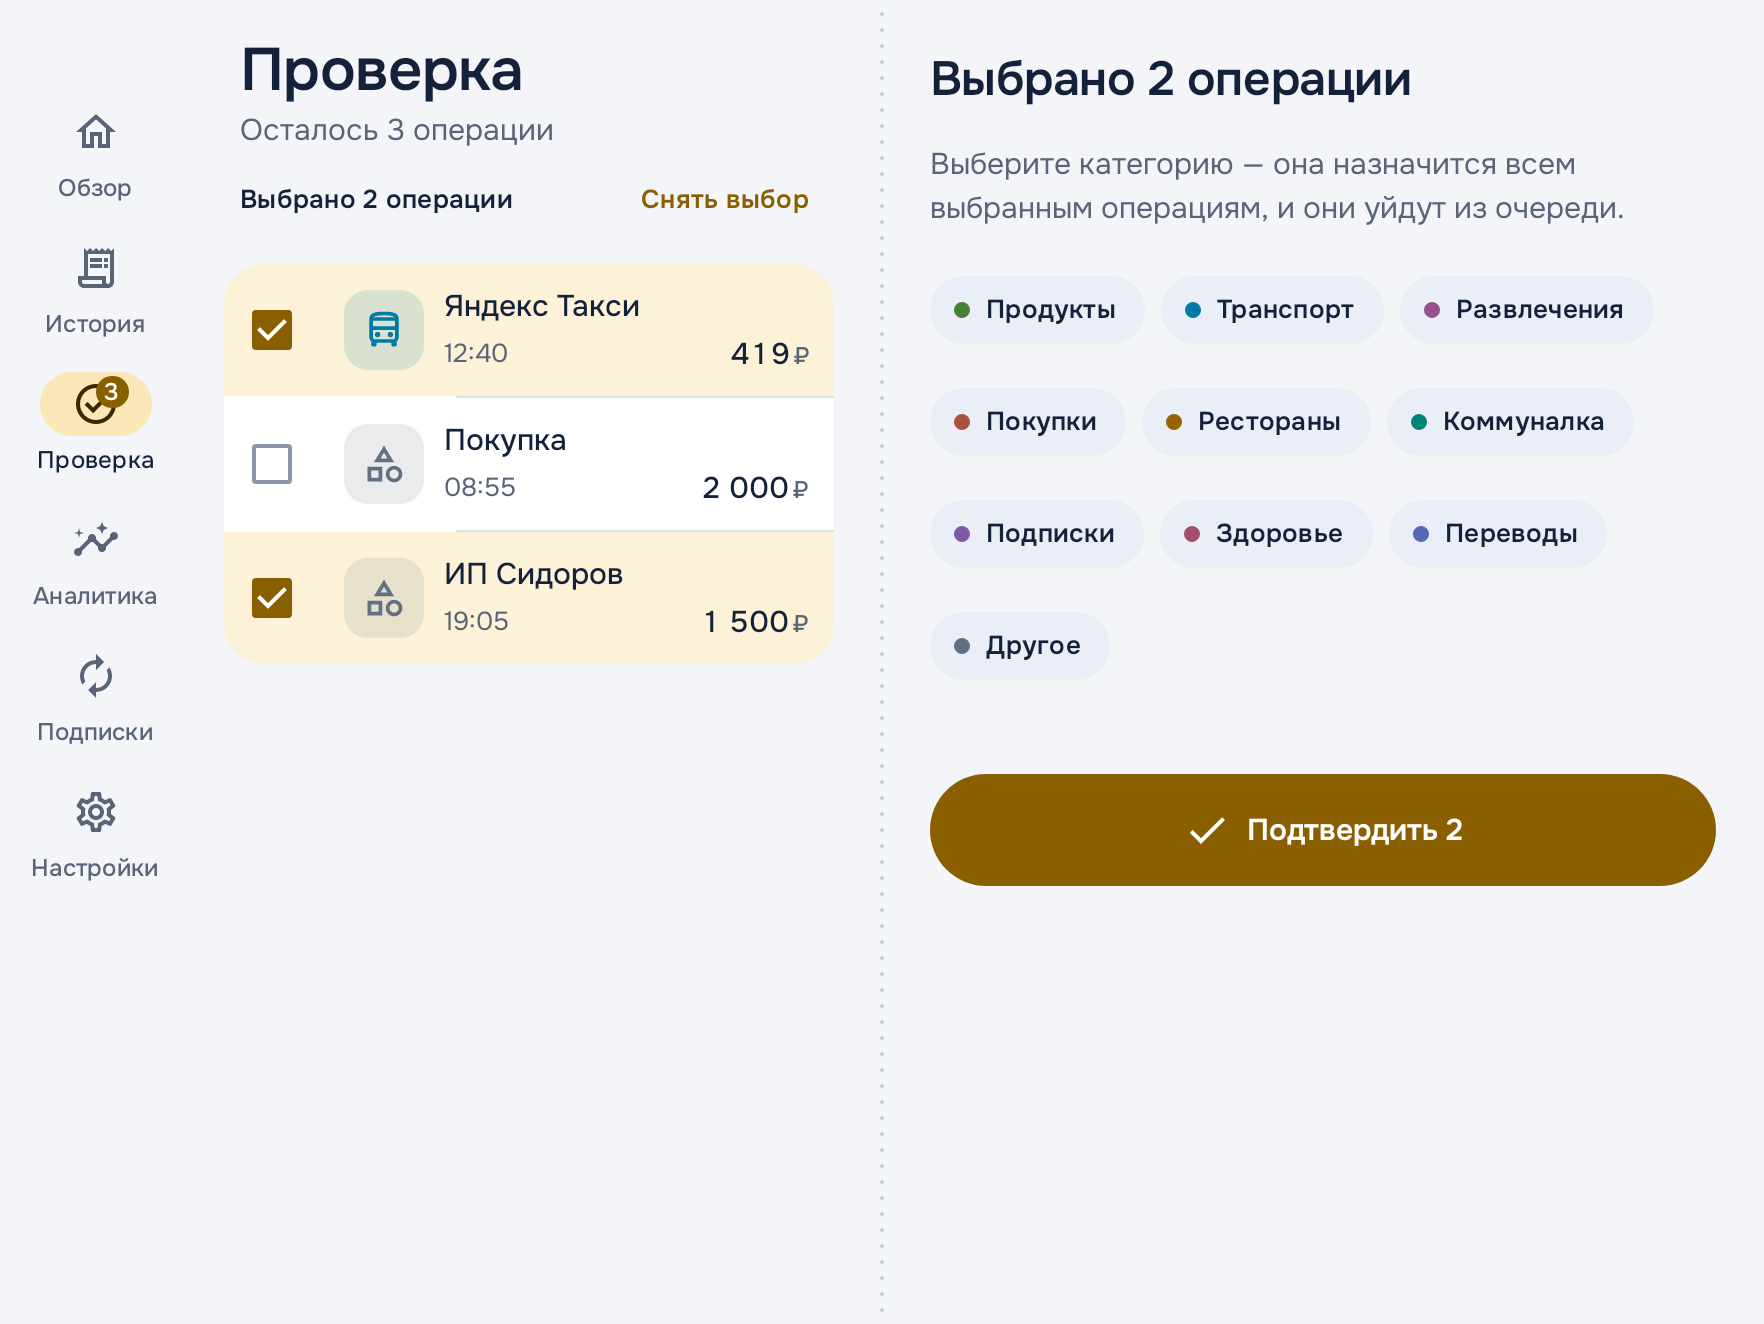 Обзор
История
3
Проверка
Аналитика
Подписки
Настройки
Проверка
Осталось 3 операции
Выбрано 2 операции
Снять выбор
Яндекс Такси
12:40
419 ₽
Покупка
08:55
2 000 ₽
ИП Сидоров
19:05
1 500 ₽
Выбрано 2 операции
Выберите категорию — она назначится всем
выбранным операциям, и они уйдут из очереди.
Продукты
Транспорт
Развлечения
Покупки
Рестораны
Коммуналка
Подписки
Здоровье
Переводы
Другое
Подтвердить 2